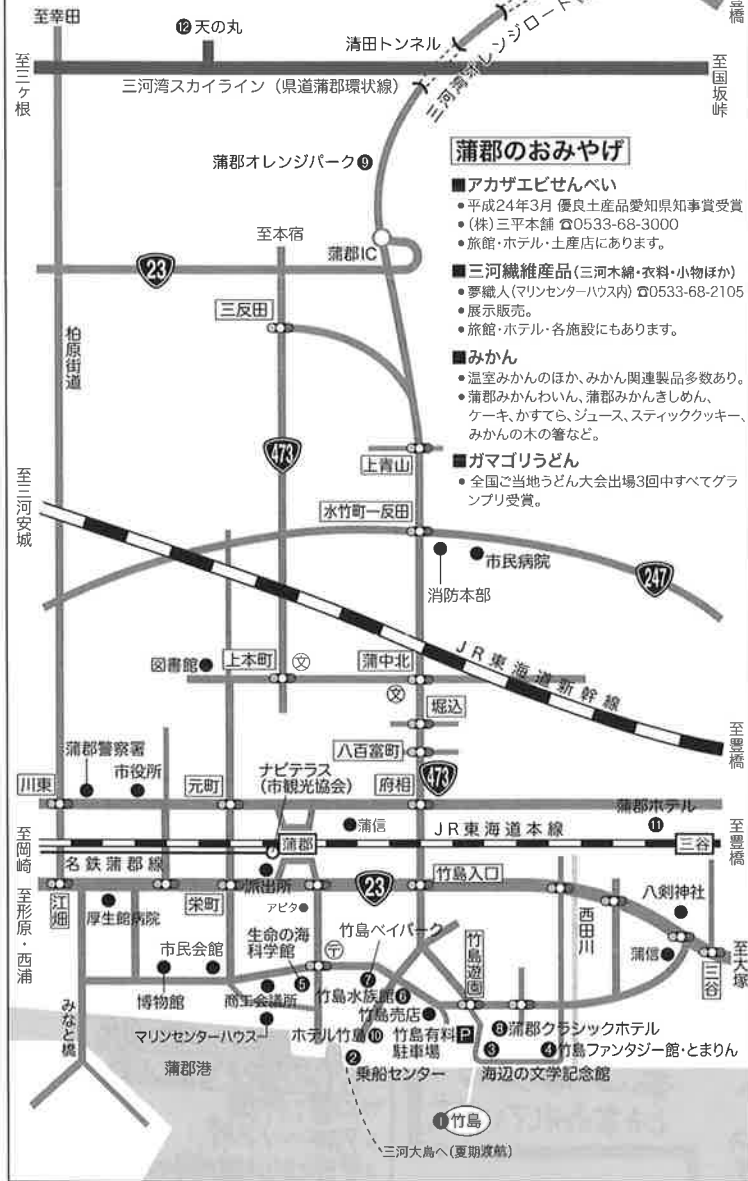 至幸田
⓬天の丸
清田トンネル
三河湾オレンジロード
豊橋
至三ヶ根
三河湾スカイライン（県道蒲郡環状線）
至国坂峠
蒲郡オレンジパーク❾
至本宿
蒲郡IC
23
三反田
柏原街道
473
上青山
蒲郡のおみやげ
■アカザエビせんべい
●平成24年3月 優良土産品愛知県知事賞受賞
●(株)三平本舗 ☎0533-68-3000
●旅館・ホテル・土産店にあります。
■三河繊維産品(三河木綿・衣料・小物ほか)
●夢織人(マリンセンターハウス内) ☎0533-68-2105
●展示販売。
●旅館・ホテル・各施設にもあります。
■みかん
●温室みかんのほか、みかん関連製品多数あり。
●蒲郡みかんわいん、蒲郡みかんきしめん、
ケーキ、かすてら、ジュース、スティッククッキー、
みかんの木の箸など。
■ガマゴリうどん
●全国ご当地うどん大会出場3回中すべてグラ
ンプリ受賞。
至三河安城
水竹町一反田
市民病院
消防本部
247
図書館
上本町
文
蒲中北
文
JR東海道新幹線
堀込
八百富町
至豊橋
蒲郡警察署
市役所
ナビテラス
(市観光協会)
川東
元町
府相
473
蒲郡ホテル
⓫
蒲信
JR東海道本線
至岡崎
蒲郡
三谷
至豊橋
名鉄蒲郡線
派出所
23
竹島入口
至形原・西浦
江畑
厚生館病院
栄町
アピタ
八剣神社
西田川
市民会館
生命の海
科学館
❺
〒
竹島ベイパーク
❼
竹島遊園
蒲信
三谷
至大塚
博物館
商工会議所
竹島水族館❻
竹島売店
❽蒲郡クラシックホテル
みなと橋
マリンセンターハウス
ホテル竹島❿
竹島有料
駐車場
P
❸
❹竹島ファンタジー館・とまりん
蒲郡港
❷
乗船センター
海辺の文学記念館
❶竹島
三河大島へ(夏期渡航)